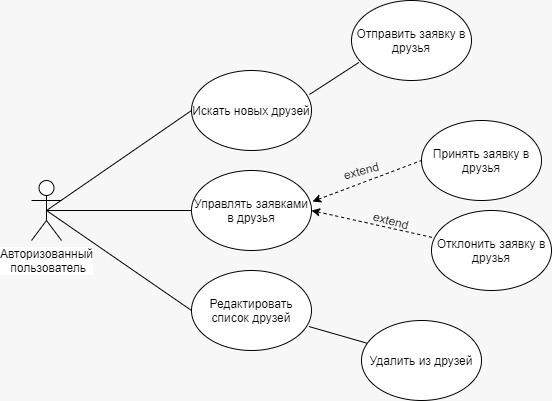 Отправить заявку в
друзья
Искать новых друзей
extend
Принять заявку в
друзья
Управлять заявками
в друзья
extend
Отклонить заявку в
друзья
Авторизованный
пользователь
Редактировать
список друзей
Удалить из друзей